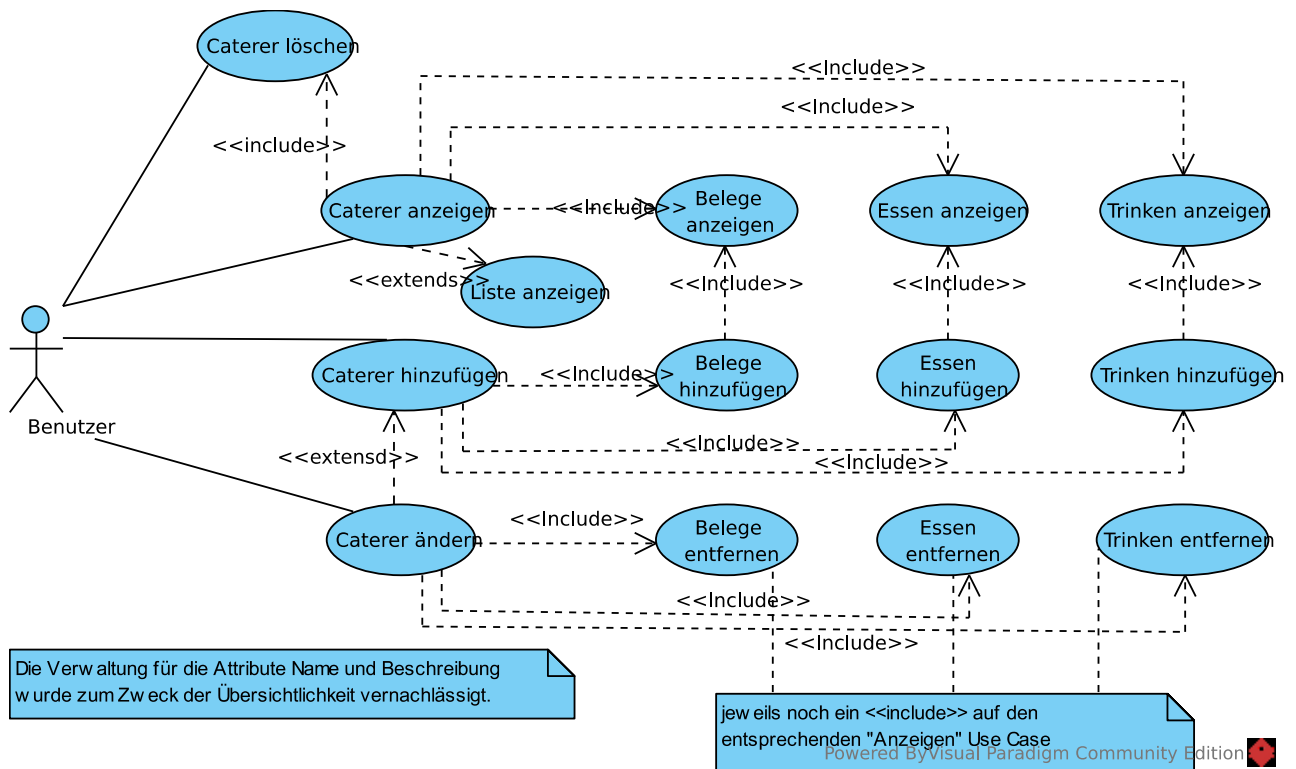 Caterer löschen
<<Include>>
<<Include>>
<<include>>
Caterer anzeigen
<<Include>>
Belege
anzeigen
Essen anzeigen
Trinken anzeigen
<<extends>>
Liste anzeigen
<<Include>>
<<Include>>
<<Include>>
Caterer hinzufügen
<<Include>>
Belege
hinzufügen
Essen
hinzufügen
Trinken hinzufügen
Benutzer
<<Include>>
<<extensd>>
<<Include>>
Caterer ändern
<<Include>>
Belege
entfernen
Essen
entfernen
Trinken entfernen
<<Include>>
<<Include>>
Die Verwaltung für die Attribute Name und Beschreibung
wurde zum Zweck der Übersichtlichkeit vernachlässigt.
jeweils noch ein <<include>> auf den
entsprechenden "Anzeigen" Use Case
Powered ByVisual Paradigm Community Edition